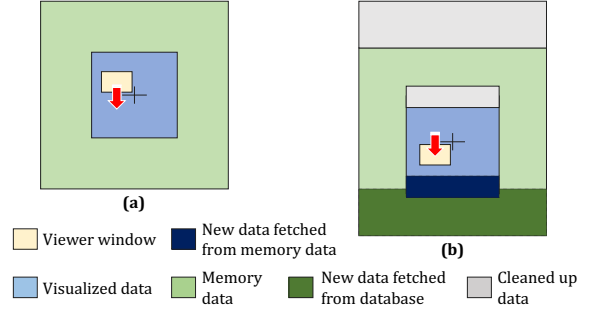 (a)
(b)
Viewer window
New data fetched
from memory data
Visualized data
Memory
data
New data fetched
from database
Cleaned up
data